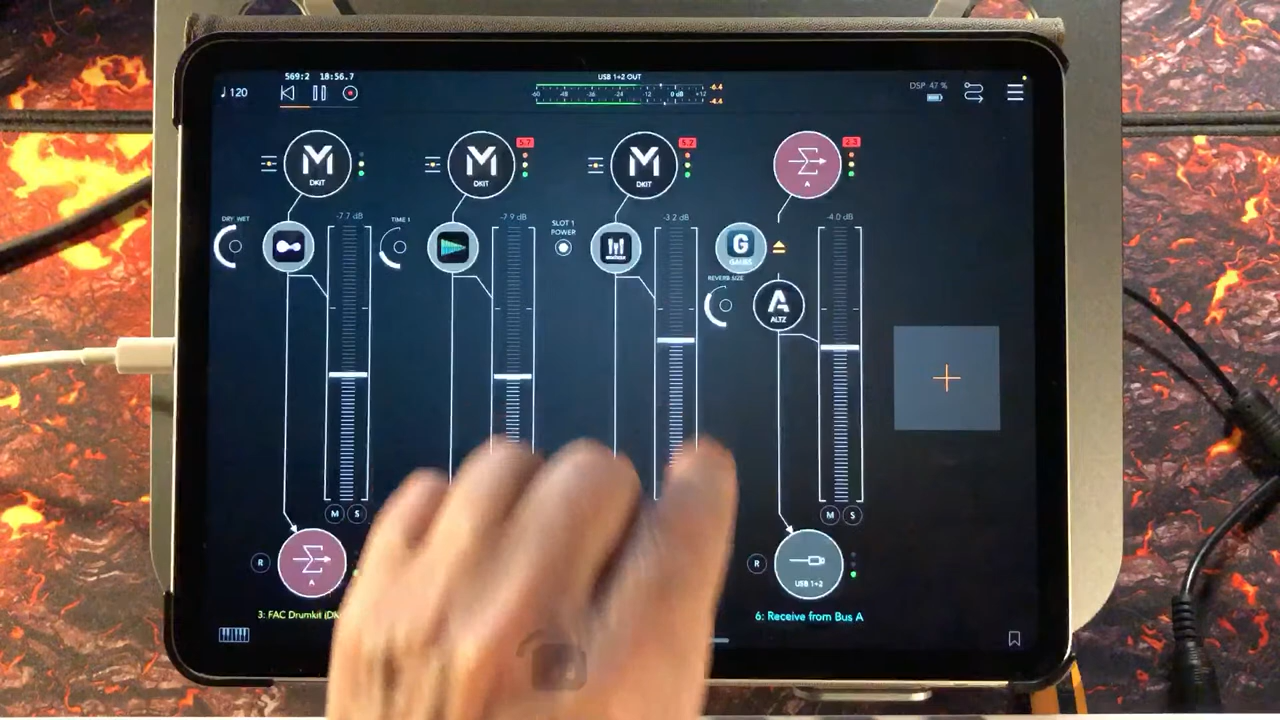 569:2 18:56.7
120
USB 1+2 OUT
-60 -48 -36 -24 -12 0 dB +12
-6.4
-4.4
DSP 47 %
DKIT
5.7
DKIT
5.2
DKIT
2.3
A
DRY WET
-7.7 dB
TIME 1
-7.9 dB
SLOT 1
POWER
-3.2 dB
G
GAUSS
-4.0 dB
REVERB SIZE
A
ALTZ
M S
M S
R
A
R
USB 1+2
3: FAC Drumkit (DK
6: Receive from Bus A